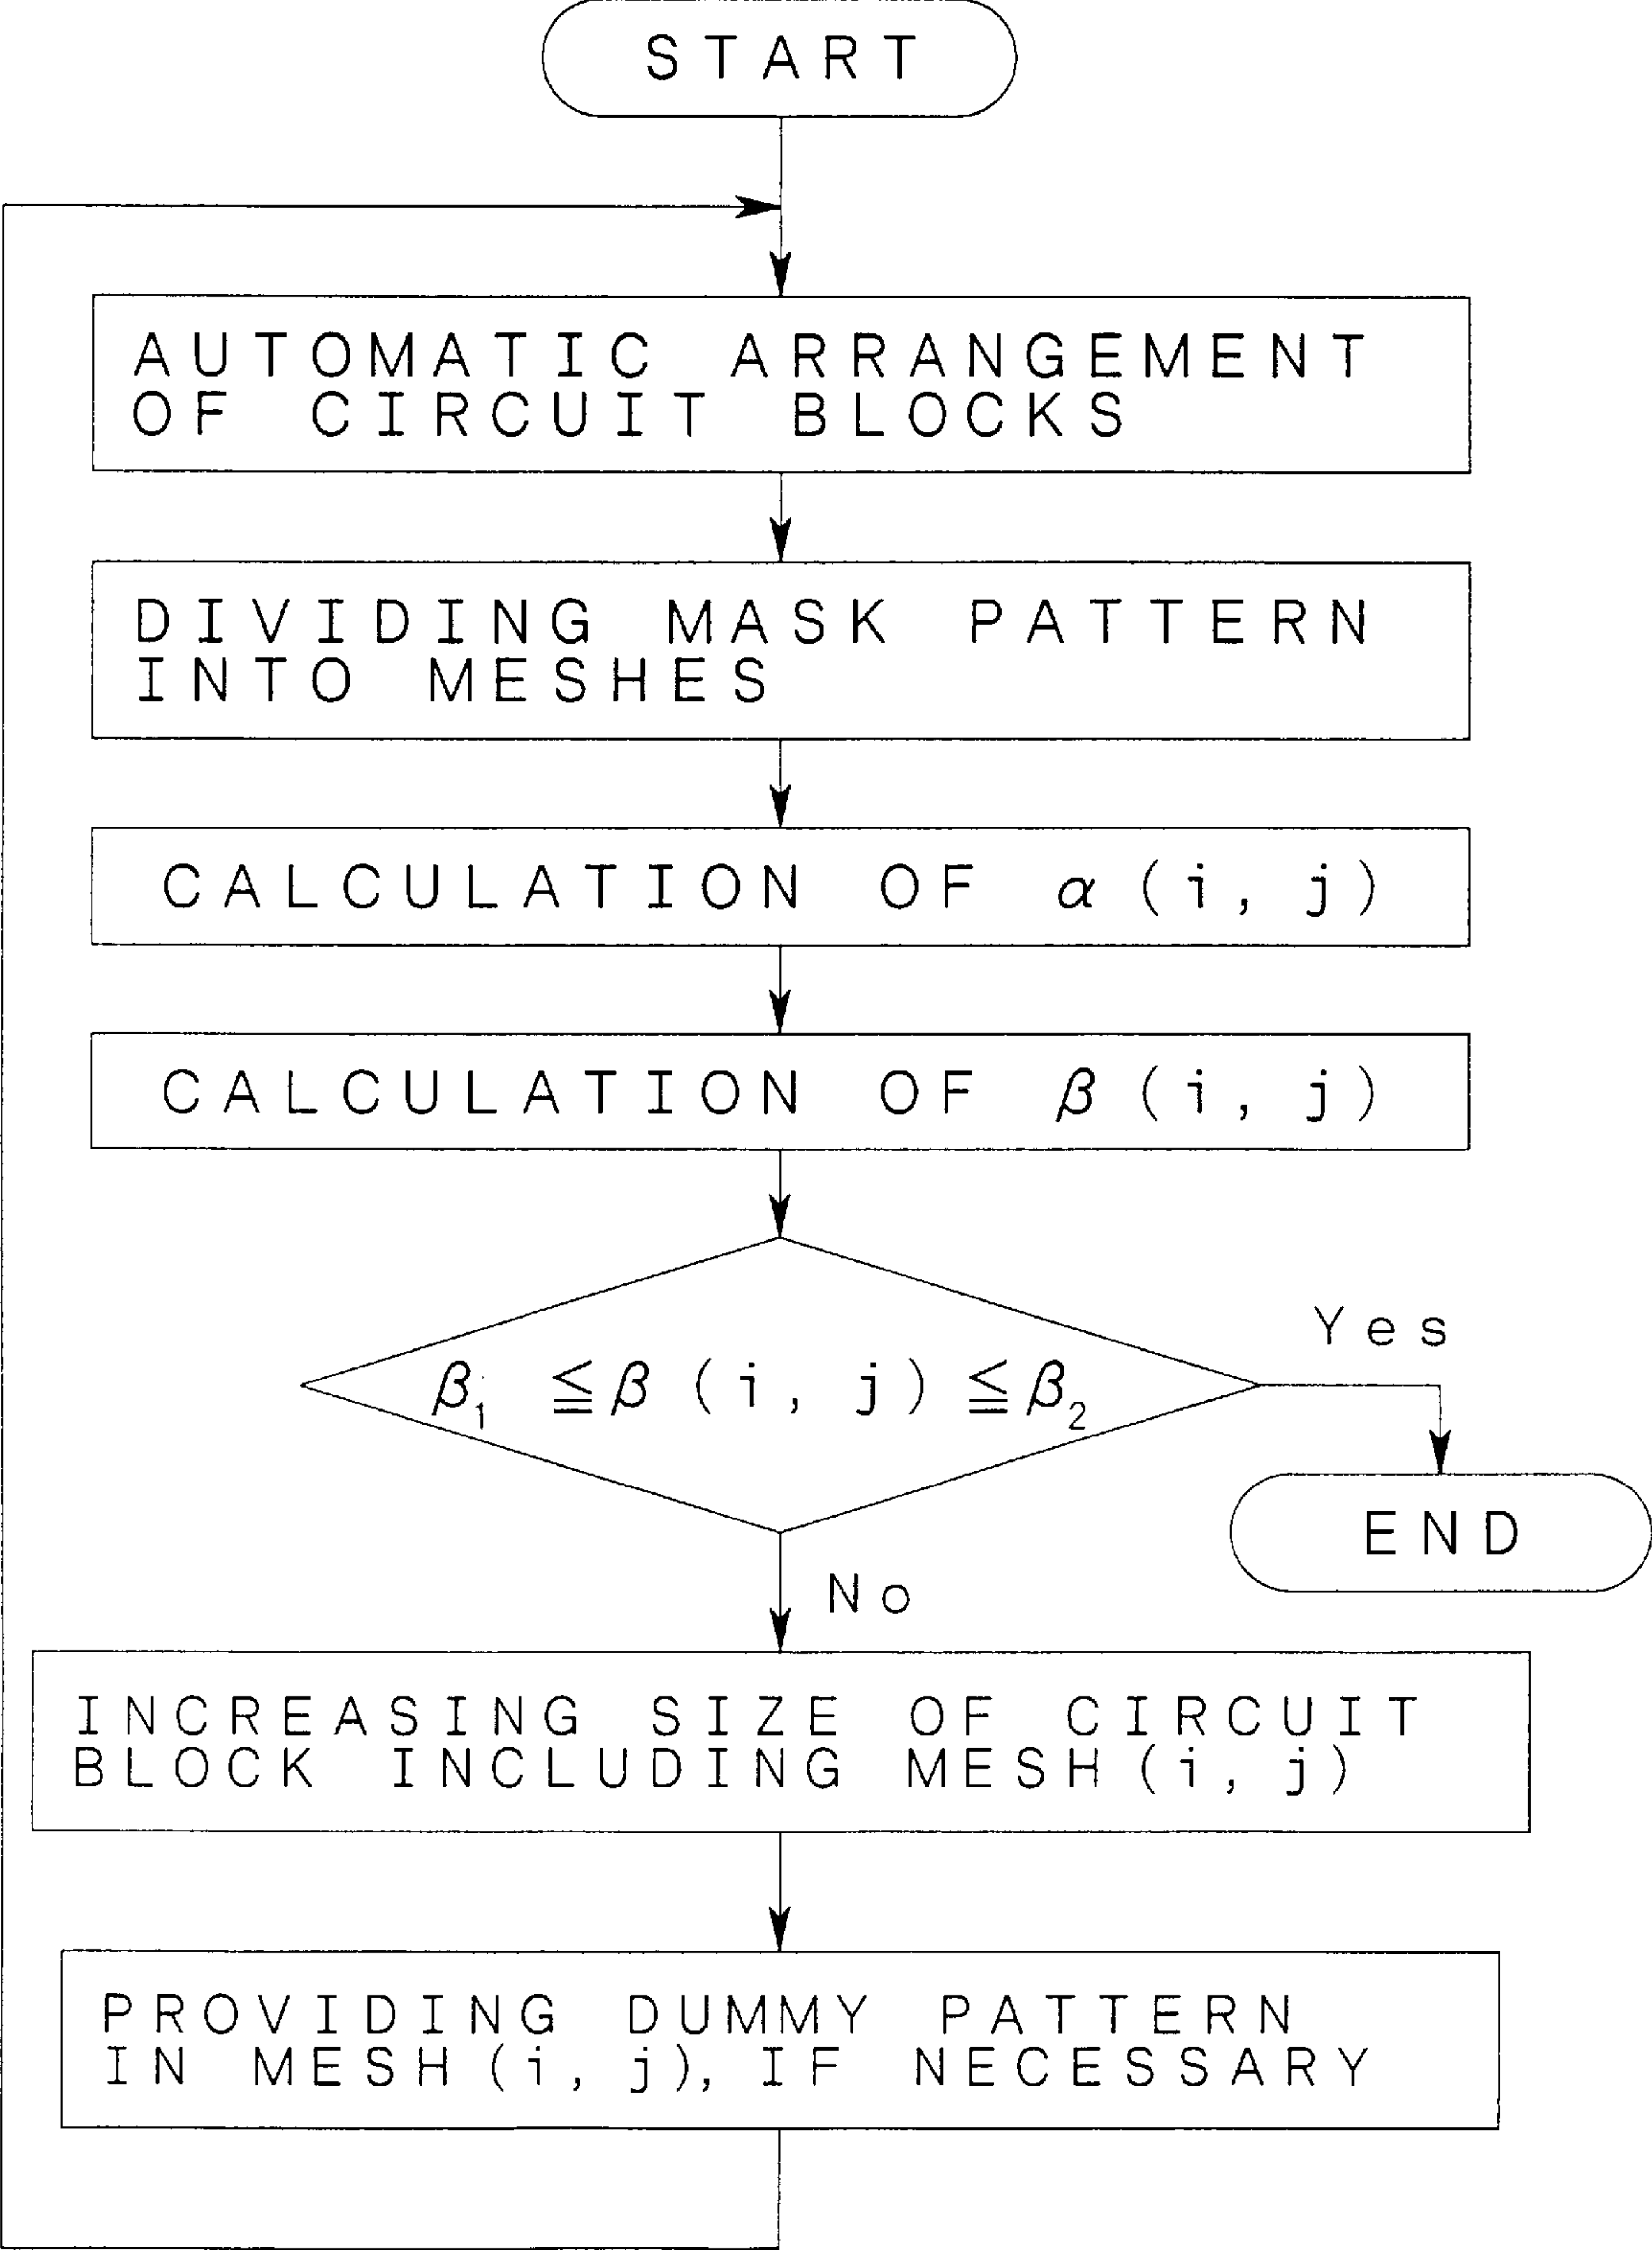 START
AUTOMATIC ARRANGEMENT
OF CIRCUIT BLOCKS
DIVIDING MASK PATTERN
INTO MESHES
CALCULATION OF α(i, j)
CALCULATION OF β(i, j)
β₁ ≦ β(i, j) ≦ β₂
Yes
END
No
INCREASING SIZE OF CIRCUIT
BLOCK INCLUDING MESH(i, j)
PROVIDING DUMMY PATTERN
IN MESH(i, j), IF NECESSARY